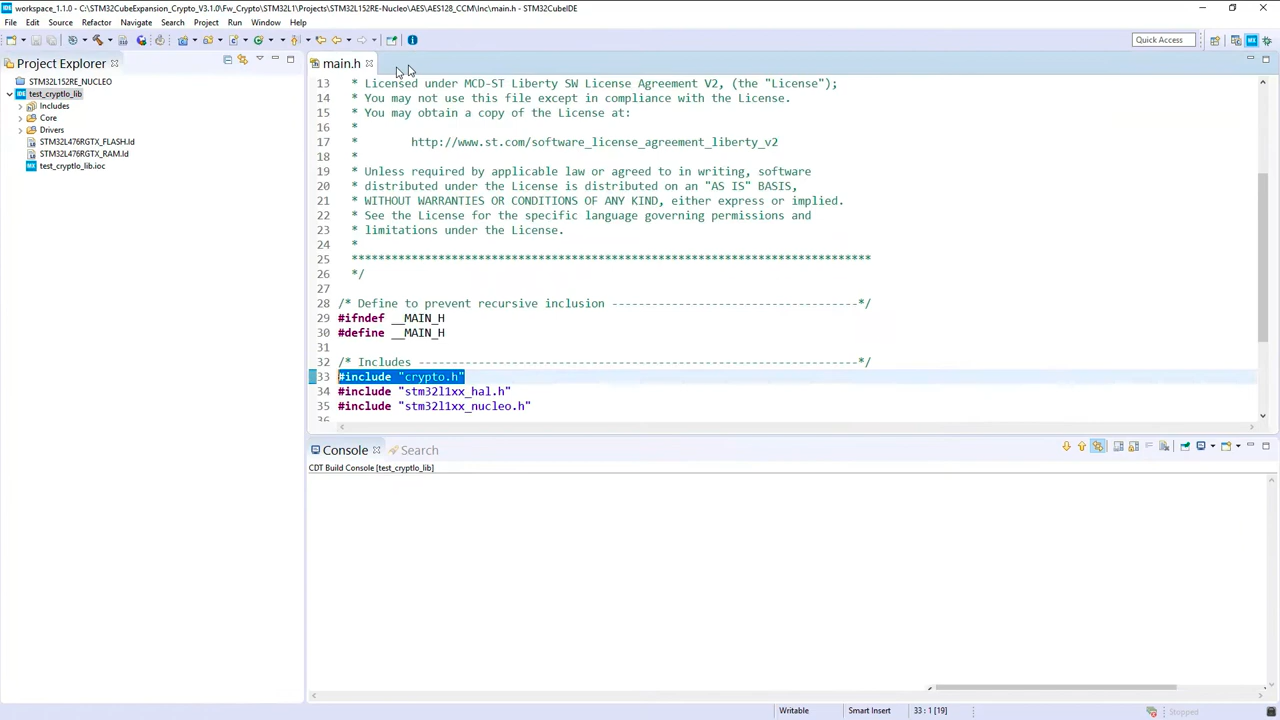 workspace_1.1.0 - C:\STM32CubeExpansion_Crypto_V3.1.0\Fw_Crypto\STM32L1\Projects\STM32L152RE-Nucleo\AES\AES128_CCM\Inc\main.h - STM32CubeIDE
File Edit Source Refactor Navigate Search Project Run Window Help
Quick Access
Project Explorer
STM32L152RE_NUCLEO
test_cryptlo_lib
Includes
Core
Drivers
STM32L476RGTX_FLASH.ld
STM32L476RGTX_RAM.ld
test_cryptlo_lib.ioc
main.h
13 * Licensed under MCD-ST Liberty SW License Agreement V2, (the "License");
14 * You may not use this file except in compliance with the License.
15 * You may obtain a copy of the License at:
16 *
17 * http://www.st.com/software_license_agreement_liberty_v2
18 *
19 * Unless required by applicable law or agreed to in writing, software
20 * distributed under the License is distributed on an "AS IS" BASIS,
21 * WITHOUT WARRANTIES OR CONDITIONS OF ANY KIND, either express or implied.
22 * See the License for the specific language governing permissions and
23 * limitations under the License.
24 *
25 ******************************************************************************
26 */
27
28 /* Define to prevent recursive inclusion -------------------------------------*/
29 #ifndef __MAIN_H
30 #define __MAIN_H
31
32 /* Includes ------------------------------------------------------------------*/
33 #include "crypto.h"
34 #include "stm32l1xx_hal.h"
35 #include "stm32l1xx_nucleo.h"
36
Console Search
CDT Build Console [test_cryptlo_lib]
Writable Smart Insert 33 : 1 [19] Stopped